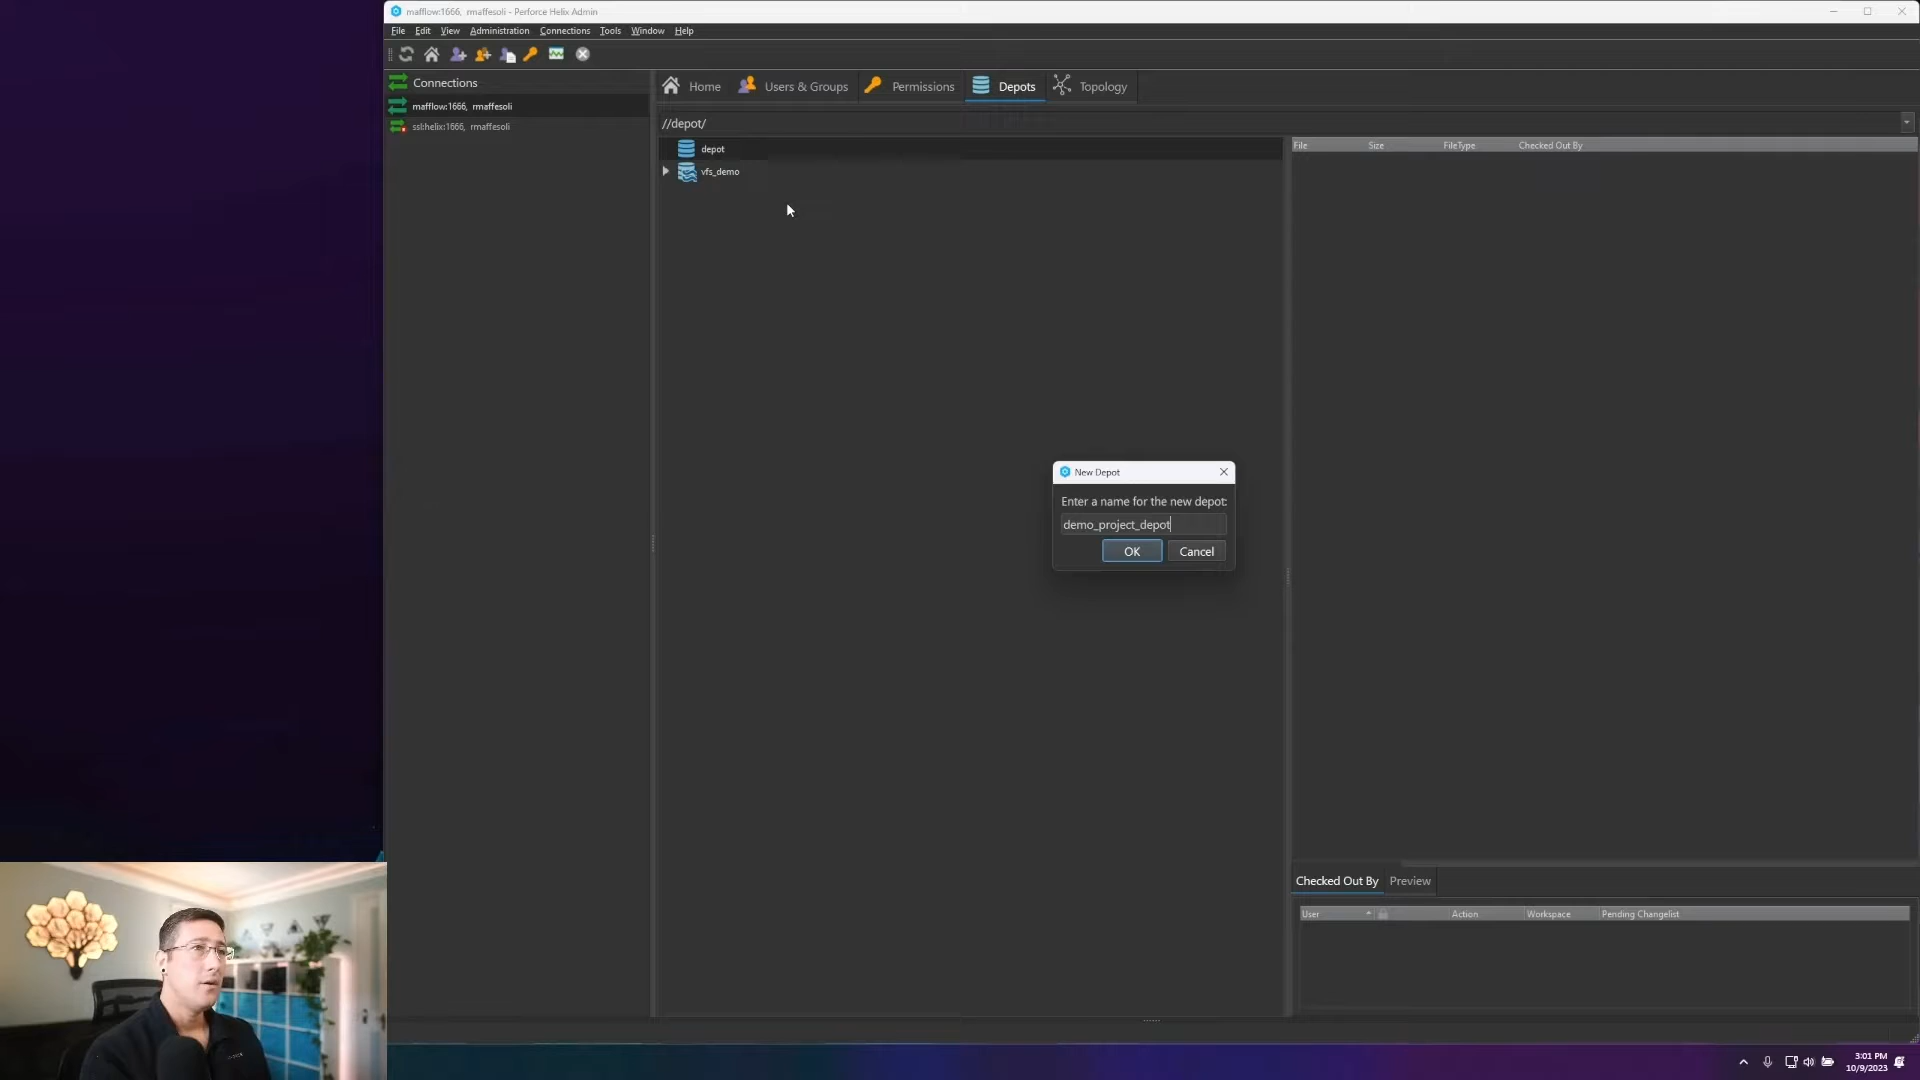 mafflow:1666, rmaffesoli - Perforce Helix Admin
File Edit View Administration Connections Tools Window Help
Connections
mafflow:1666, rmaffesoli
ssl:helix:1666, rmaffesoli
Home Users & Groups Permissions Depots Topology
//depot/
depot
vfs_demo
File Size FileType Checked Out By
New Depot
Enter a name for the new depot:
demo_project_depot
OK Cancel
Checked Out By Preview
User Action Workspace Pending Changelist
3:01 PM
10/9/2023